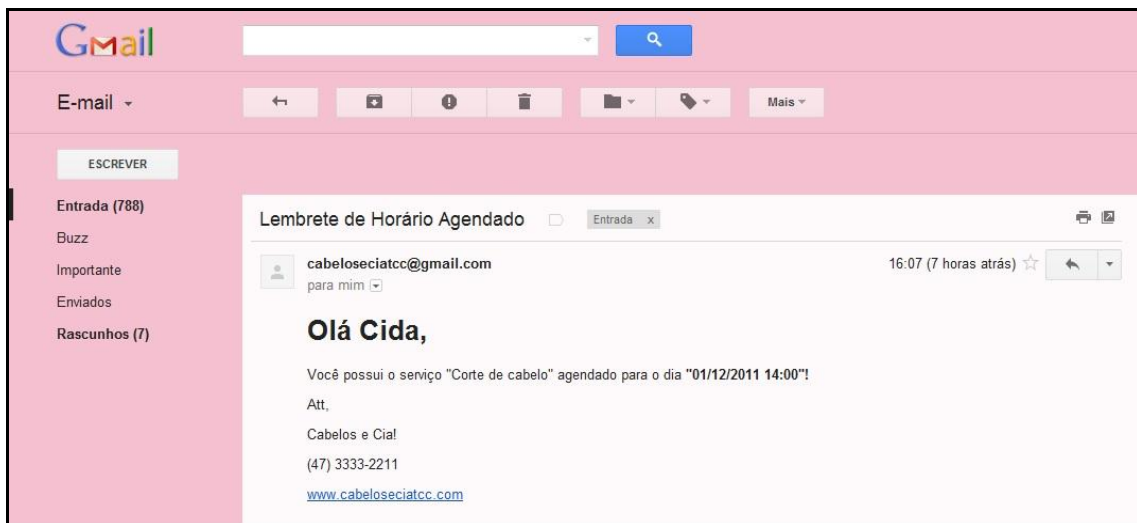 Gmail
E-mail
Mais
ESCREVER
Entrada (788)
Buzz
Importante
Enviados
Rascunhos (7)
Lembrete de Horário Agendado Entrada x
cabeloseciatcc@gmail.com 16:07 (7 horas atrás)
para mim
Olá Cida,
Você possui o serviço "Corte de cabelo" agendado para o dia "01/12/2011 14:00"!
Att,
Cabelos e Cia!
(47) 3333-2211
www.cabeloseciatcc.com